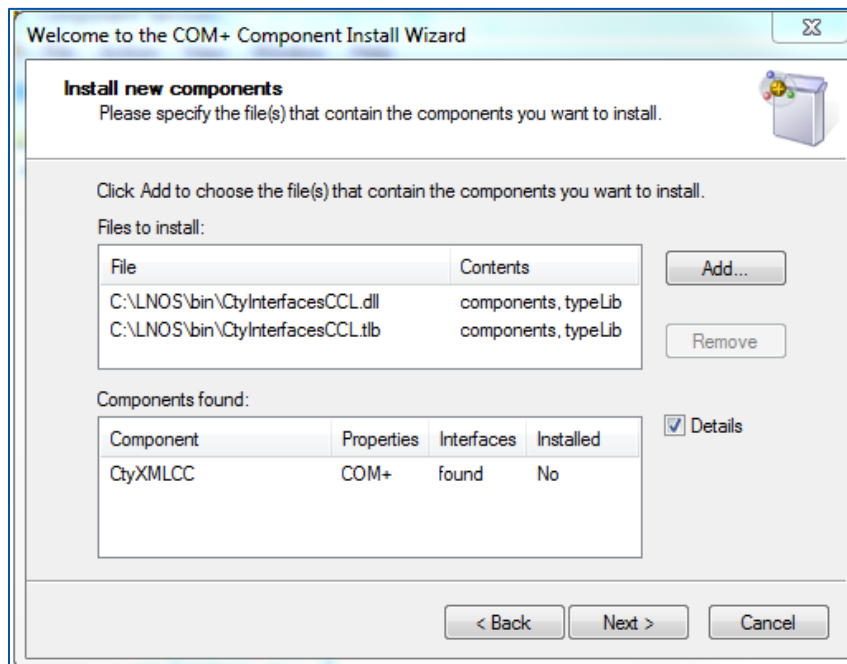 Welcome to the COM+ Component Install Wizard
Install new components
Please specify the file(s) that contain the components you want to install.
Click Add to choose the file(s) that contain the components you want to install.
Files to install:
File Contents
Add...
C:\LNOS\bin\CtyInterfacesCCL.dll components, typeLib
C:\LNOS\bin\CtyInterfacesCCL.tlb components, typeLib
Remove
Components found:
Details
Component Properties Interfaces Installed
CtyXMLCC COM+ found No
< Back Next > Cancel